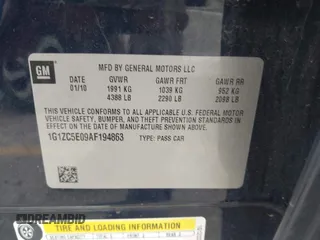 GM
MFD BY GENERAL MOTORS LLC
DATE GVWR GAWR FRT GAWR RR
01/10 1991 KG 1039 KG 952 KG
4388 LB 2290 LB 2098 LB
THIS VEHICLE CONFORMS TO ALL APPLICABLE U.S. FEDERAL MOTOR VEHICLE
SAFETY, BUMPER, AND THEFT PREVENTION STANDARDS IN EFFECT ON THE
DATE OF MANUFACTURE SHOWN ABOVE.
1G1ZC5E09AF194863 TYPE: PASS CAR
TIRE AND LOADING INFORMATION
DREAMBID